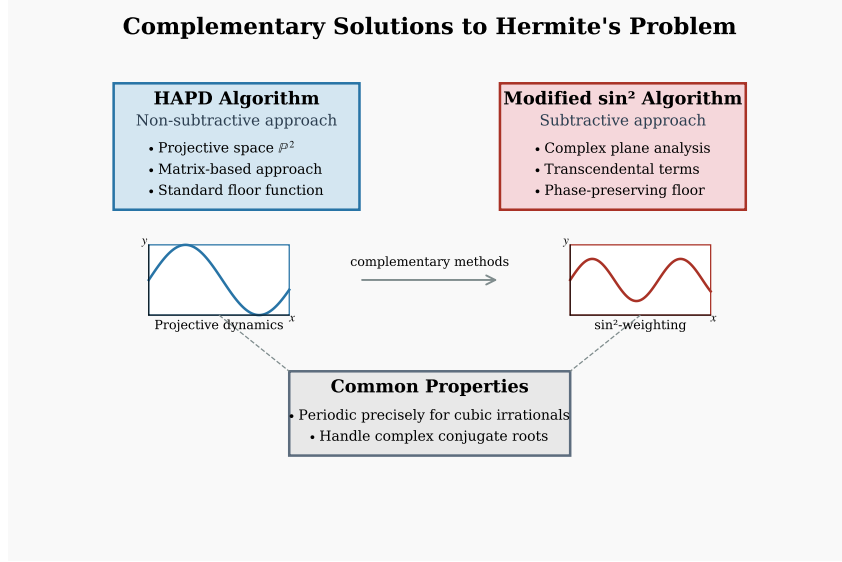 Complementary Solutions to Hermite's Problem
HAPD Algorithm
Non-subtractive approach
• Projective space ℙ²
• Matrix-based approach
• Standard floor function
Modified sin² Algorithm
Subtractive approach
• Complex plane analysis
• Transcendental terms
• Phase-preserving floor
y
x
Projective dynamics
complementary methods
y
x
sin²-weighting
Common Properties
• Periodic precisely for cubic irrationals
• Handle complex conjugate roots